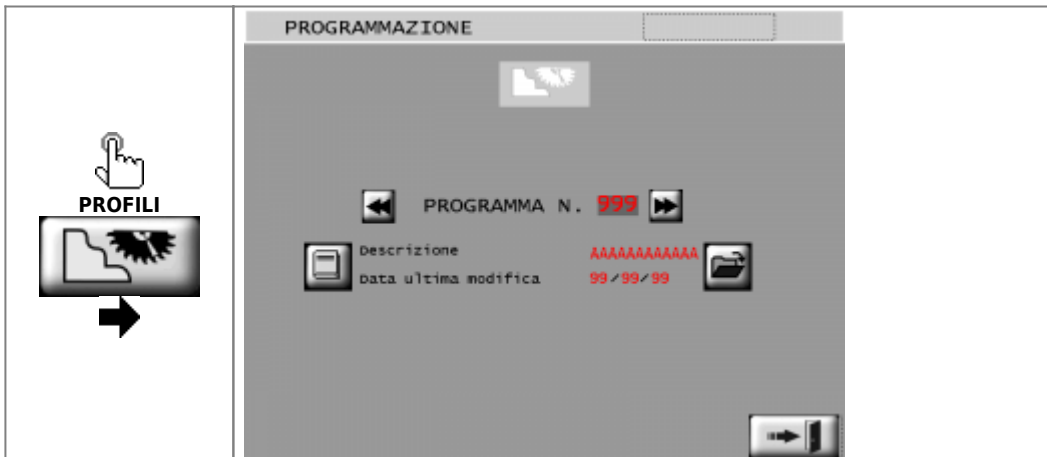 PROFILI
PROGRAMMAZIONE
PROGRAMMA N. 999
Descrizione AAAAAAAAAAAA
Data ultima modifica 99/99/99